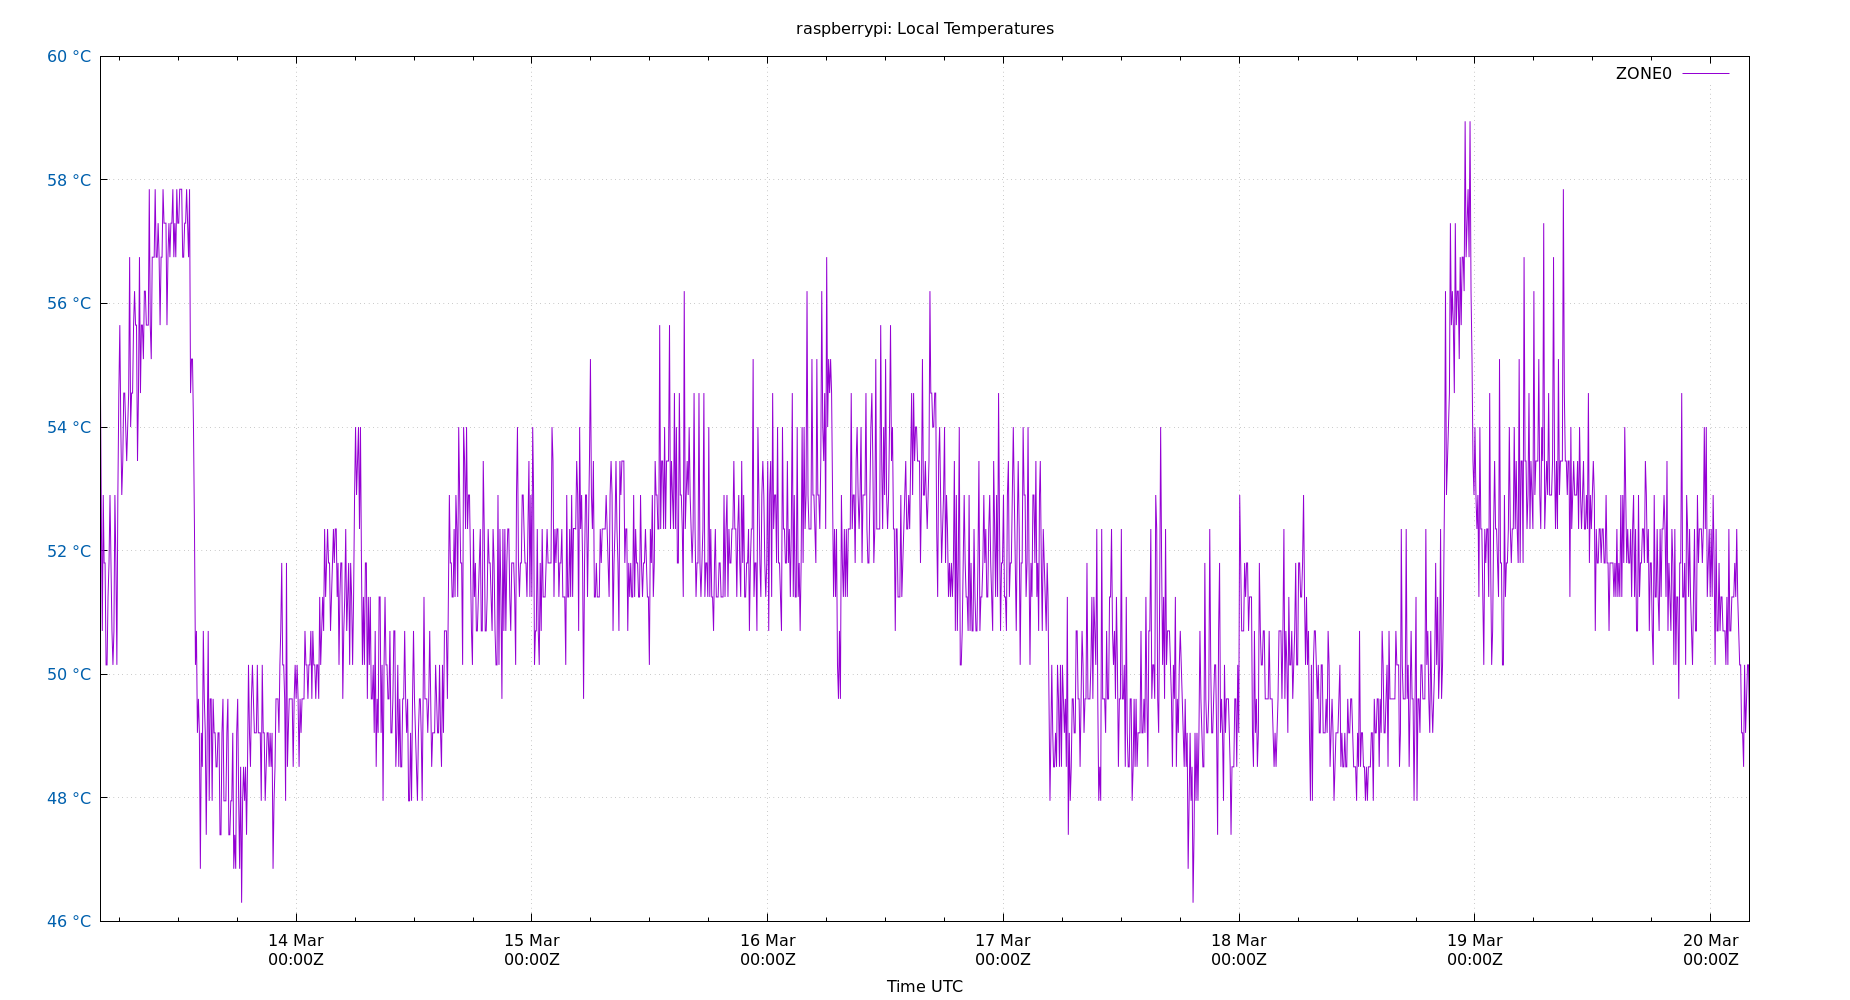 raspberrypi: Local Temperatures
60 °C
ZONE0
58 °C
56 °C
54 °C
52 °C
50 °C
48 °C
46 °C
14 Mar 15 Mar 16 Mar 17 Mar 18 Mar 19 Mar 20 Mar
00:00Z 00:00Z 00:00Z 00:00Z 00:00Z 00:00Z 00:00Z
Time UTC